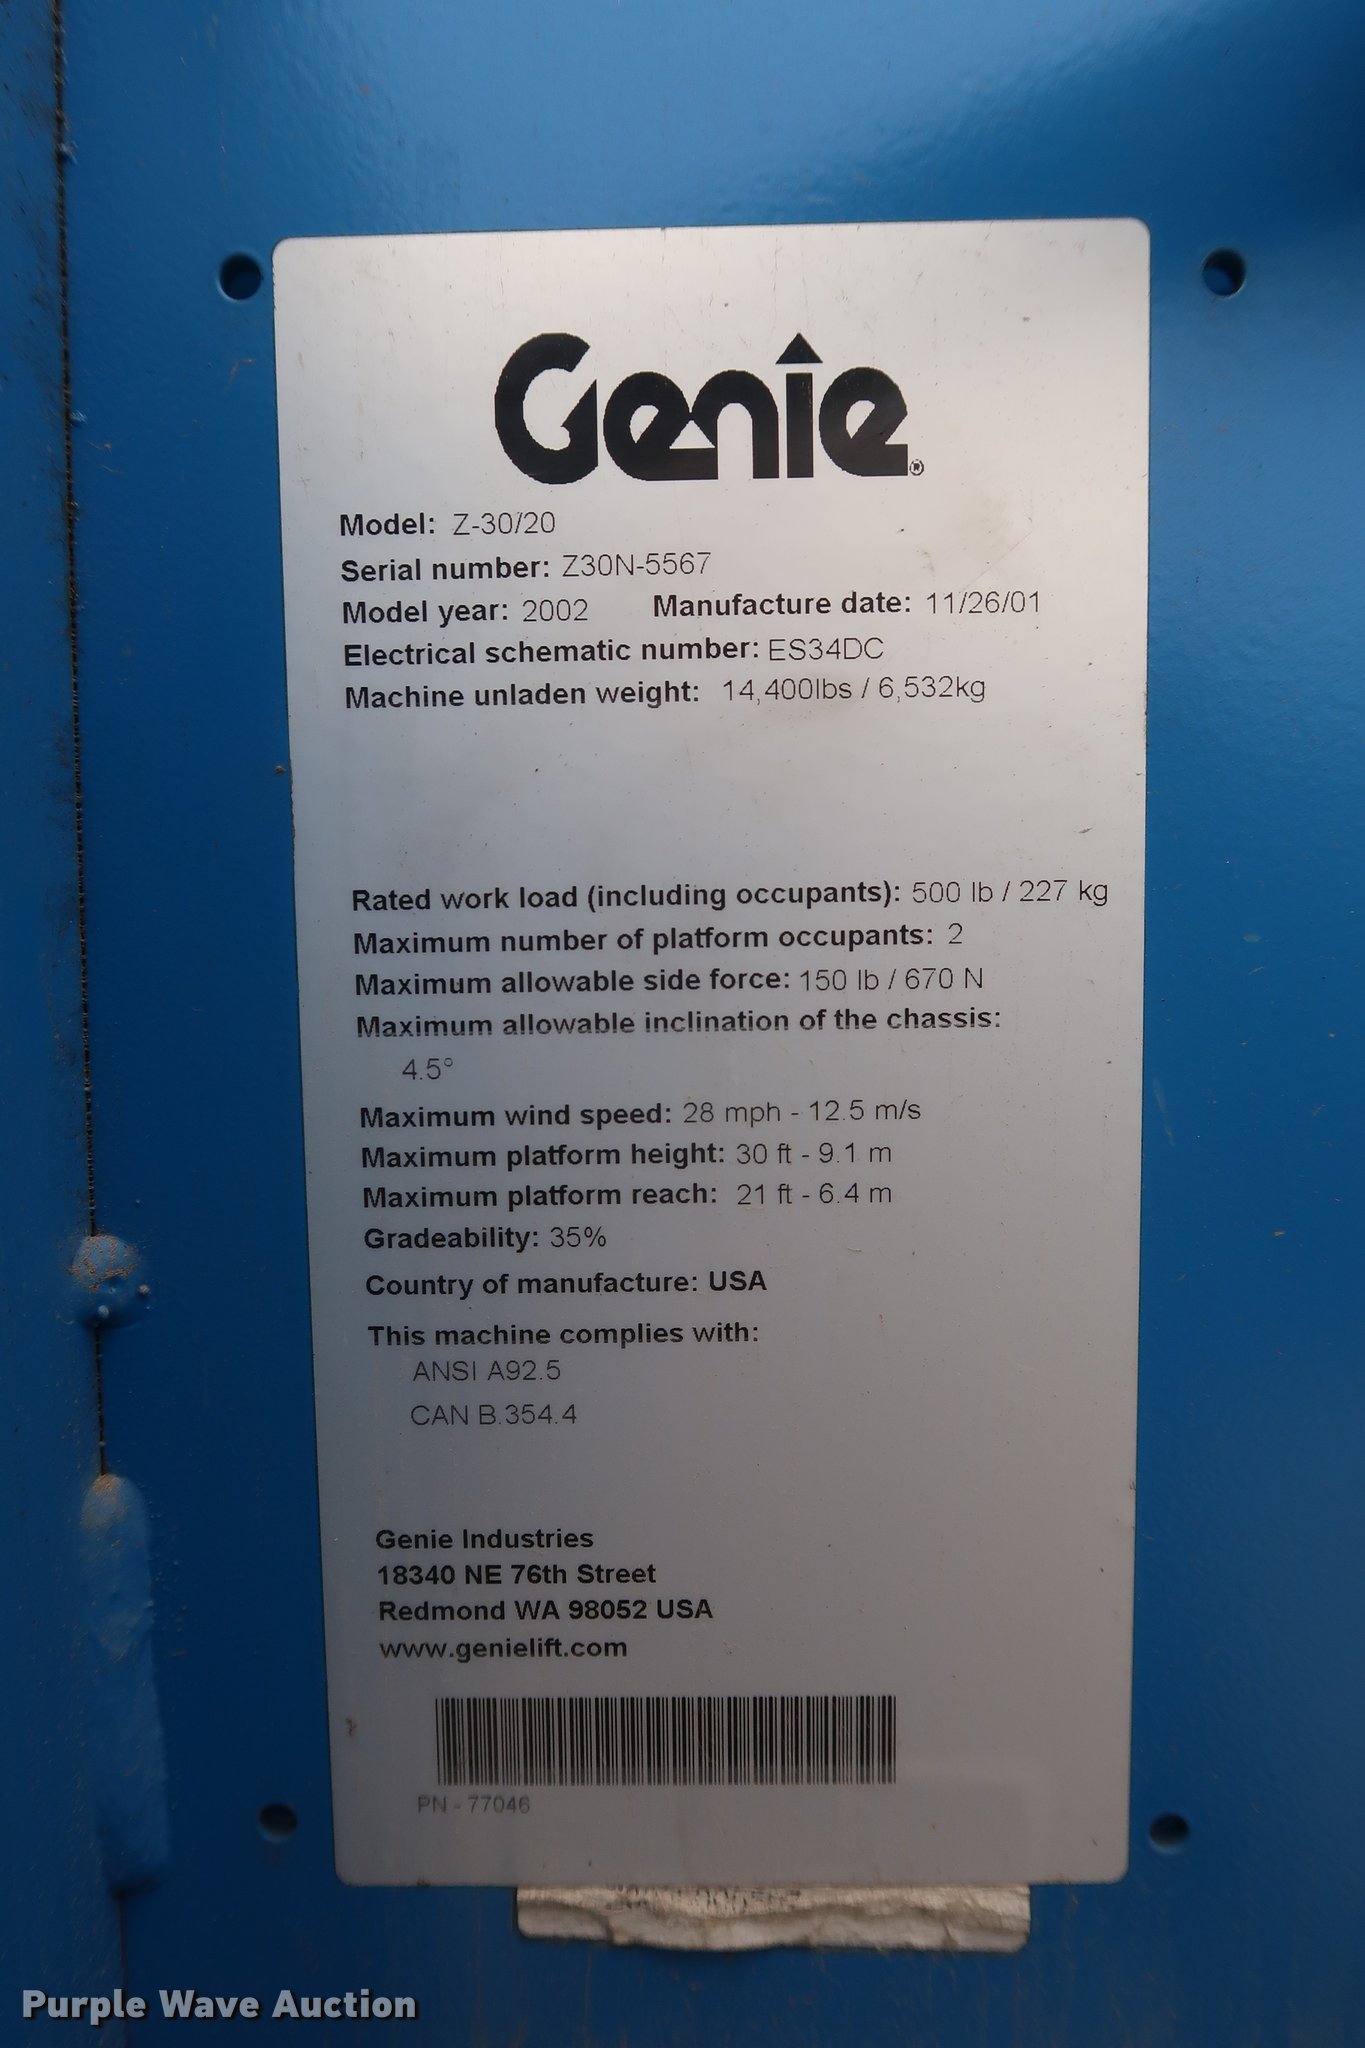 Genie®
Model: Z-30/20
Serial number: Z30N-5567
Model year: 2002 Manufacture date: 11/26/01
Electrical schematic number: ES34DC
Machine unladen weight: 14,400lbs / 6,532kg
Rated work load (including occupants): 500 lb / 227 kg
Maximum number of platform occupants: 2
Maximum allowable side force: 150 lb / 670 N
Maximum allowable inclination of the chassis:
4.5°
Maximum wind speed: 28 mph - 12.5 m/s
Maximum platform height: 30 ft - 9.1 m
Maximum platform reach: 21 ft - 6.4 m
Gradeability: 35%
Country of manufacture: USA
This machine complies with:
ANSI A92.5
CAN B.354.4
Genie Industries
18340 NE 76th Street
Redmond WA 98052 USA
www.genielift.com
PN - 77046
Purple Wave Auction